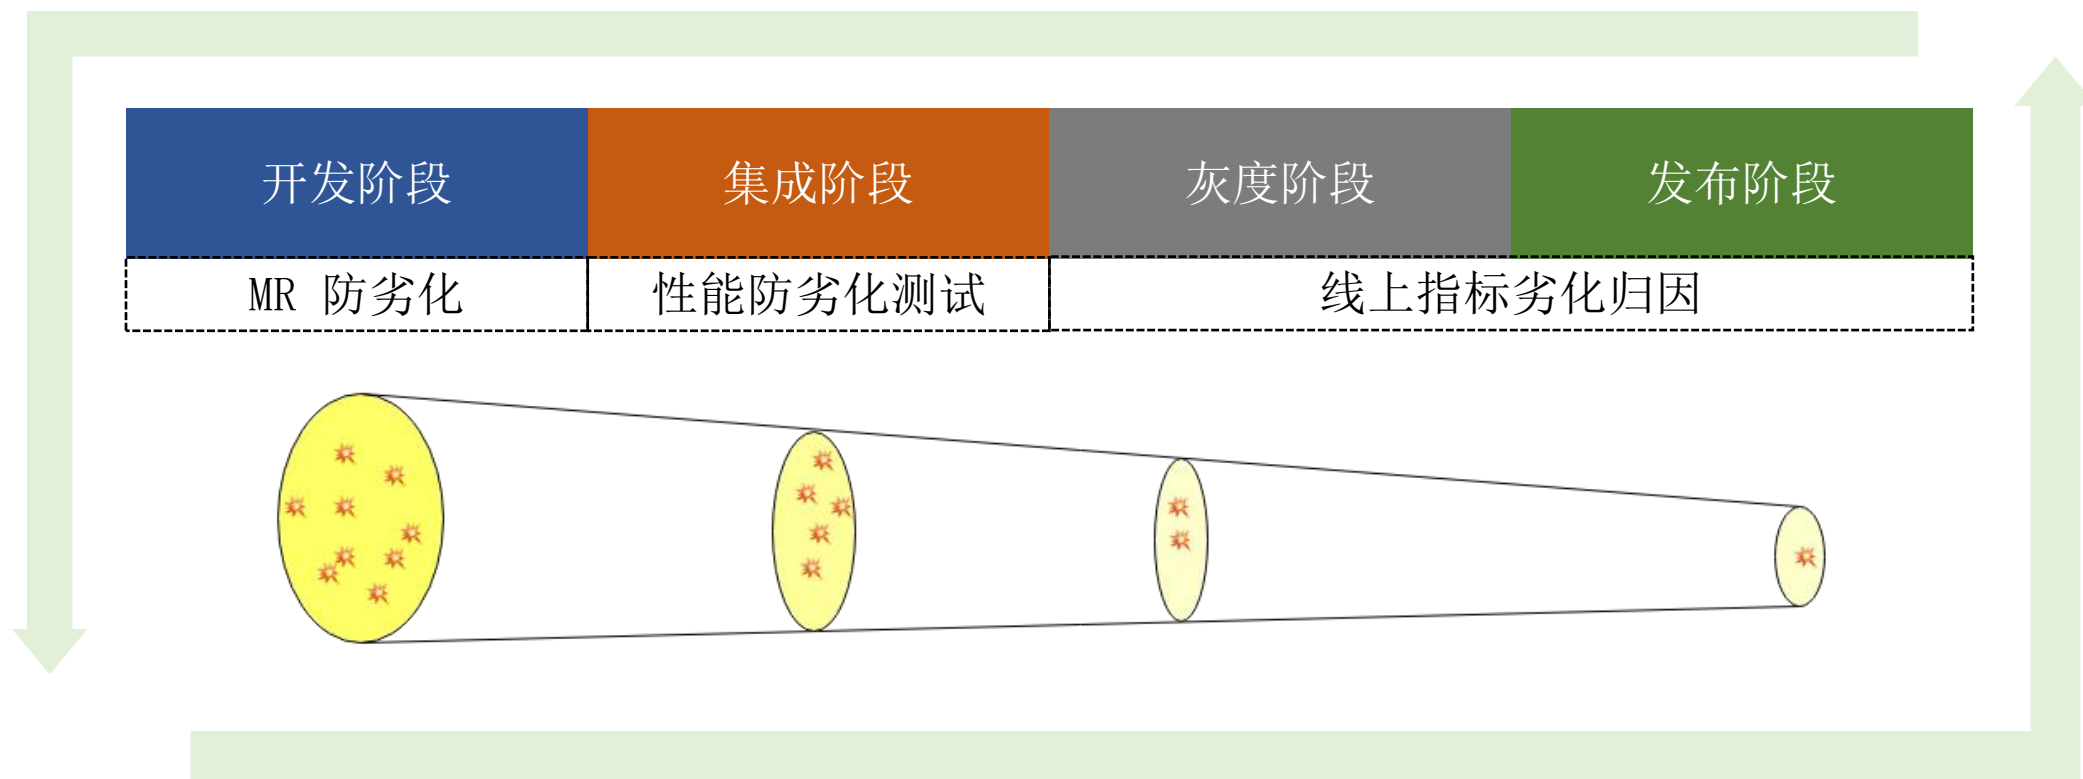 开发阶段
集成阶段
灰度阶段
发布阶段
MR 防劣化
性能防劣化测试
线上指标劣化归因